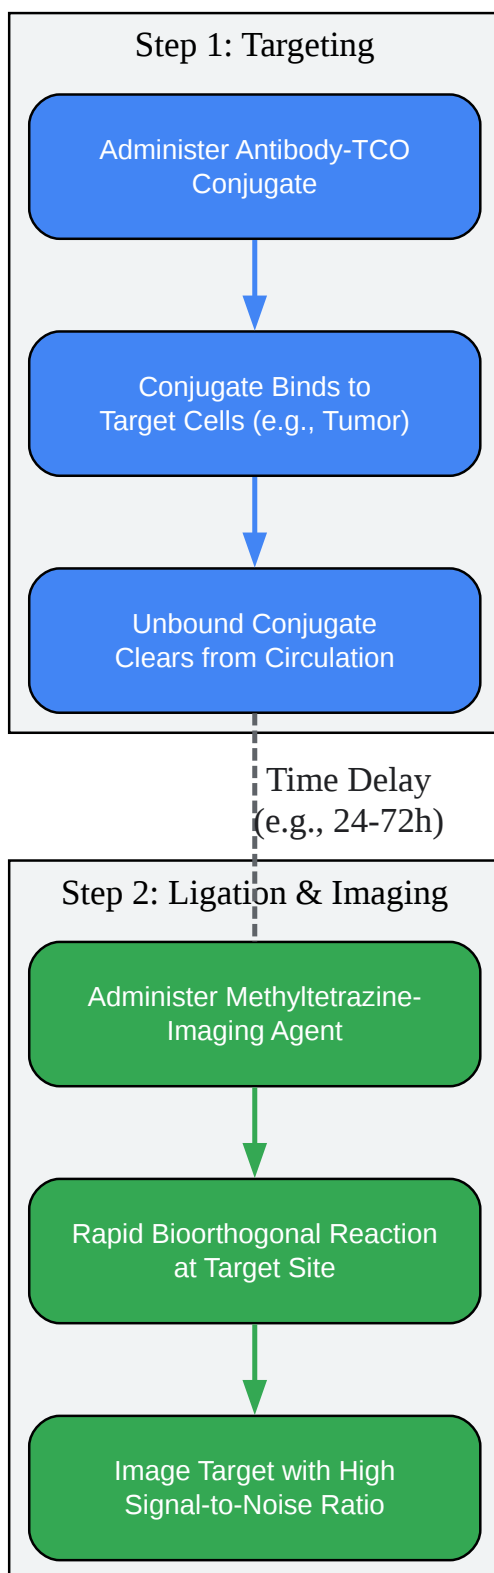 Step 1: Targeting
Administer Antibody-TCO
Conjugate
Conjugate Binds to
Target Cells (e.g., Tumor)
Unbound Conjugate
Clears from Circulation
Time Delay
(e.g., 24-72h)
Step 2: Ligation & Imaging
Administer Methyltetrazine-
Imaging Agent
Rapid Bioorthogonal Reaction
at Target Site
Image Target with High
Signal-to-Noise Ratio